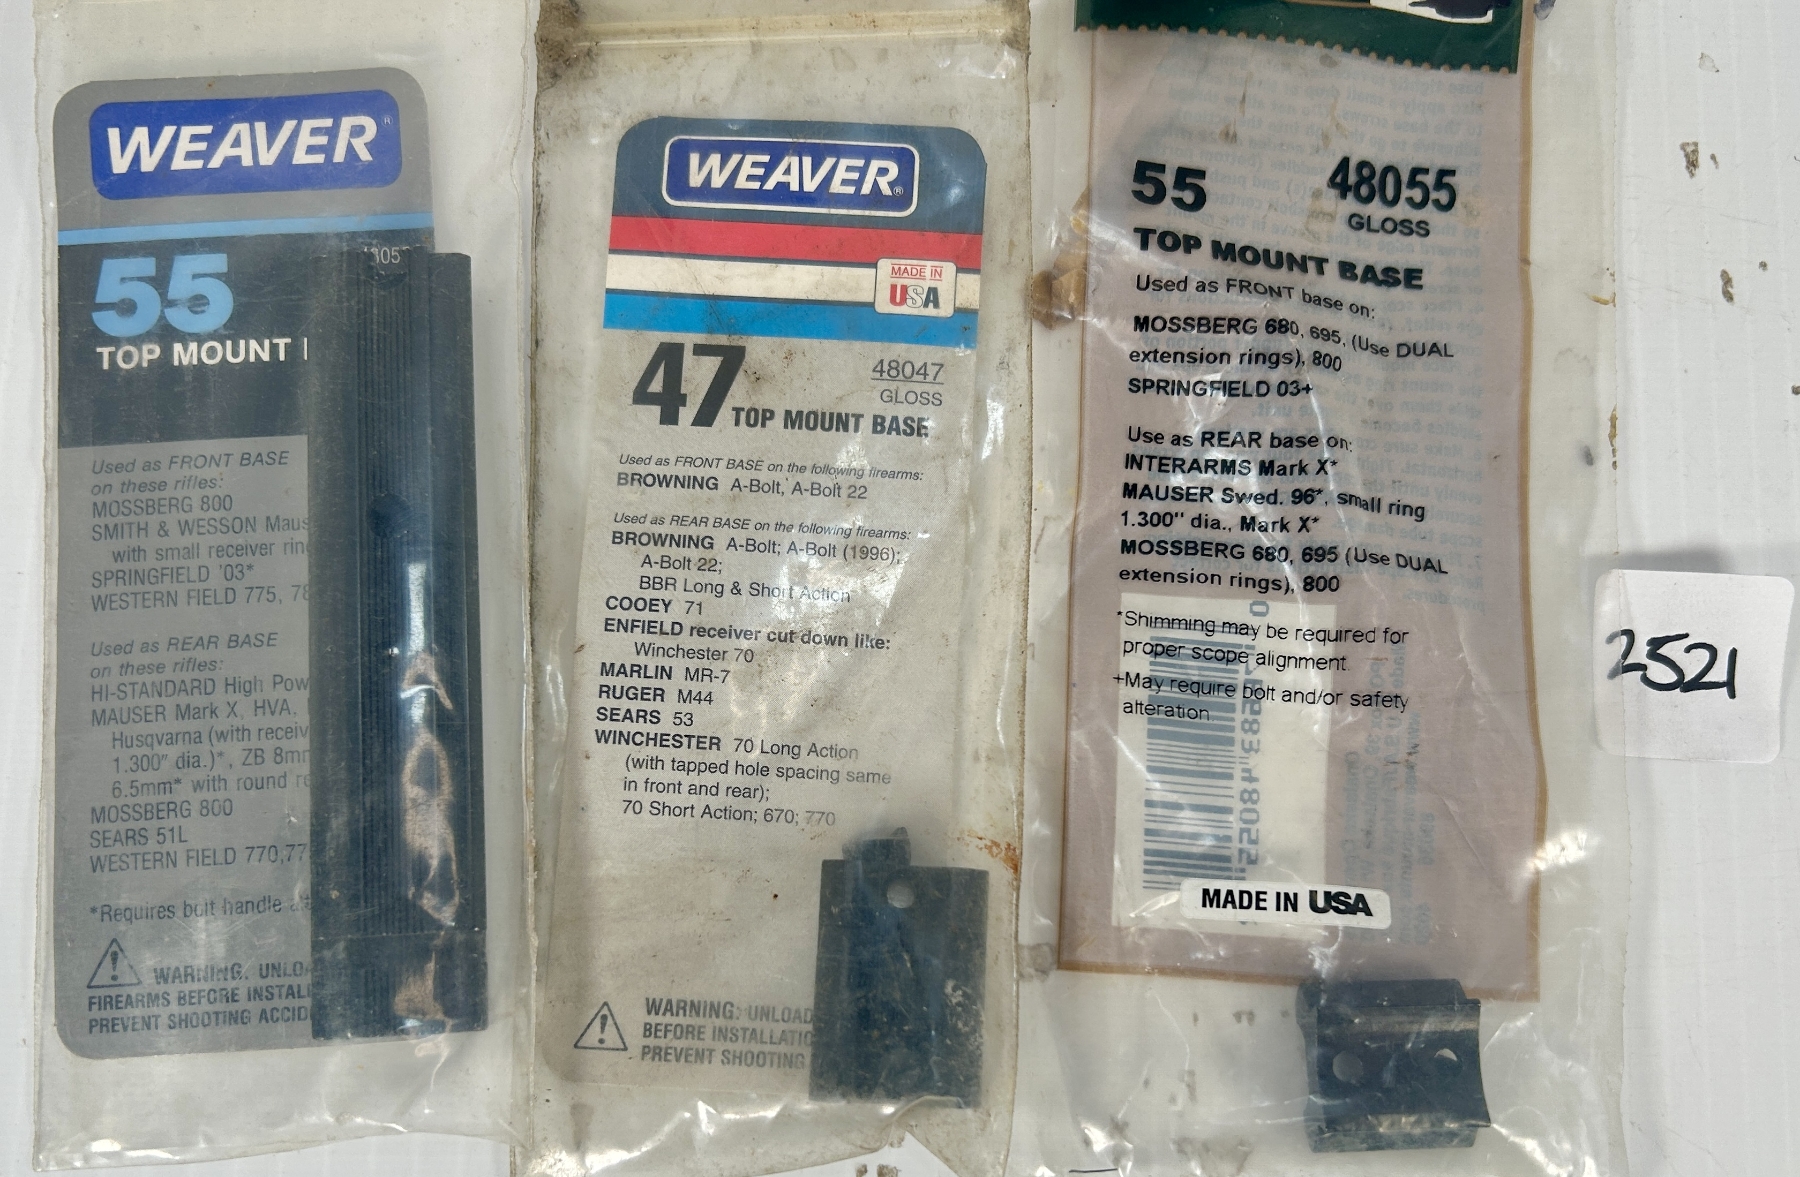 WEAVER®
55
TOP MOUNT
Used as FRONT BASE
on these rifles:
MOSSBERG 800
SMITH & WESSON
with small receiver
SPRINGFIELD '03*
WESTERN FIELD 775,
Used as REAR BASE
on these rifles:
HI-STANDARD High
MAUSER Mark X, HVA,
Husqvarna (with
1.300" dia.)*, ZB
6.5mm* with round
MOSSBERG 800
SEARS 51L
WESTERN FIELD 770,
*Requires bolt handle
WARNING:
FIREARMS BEFORE
PREVENT SHOOTING
WEAVER®
MADE IN
USA
47
48047
GLOSS
TOP MOUNT BASE
Used as FRONT BASE on the following firearms:
BROWNING A-Bolt, A-Bolt 22
Used as REAR BASE on the following firearms:
BROWNING A-Bolt; A-Bolt (1996);
A-Bolt 22;
BBR Long & Short Action
COOEY 71
ENFIELD receiver cut down like:
Winchester 70
MARLIN MR-7
RUGER M44
SEARS 53
WINCHESTER 70 Long Action
(with tapped hole spacing same
in front and rear);
70 Short Action; 670; 770
WARNING: UNLOAD
BEFORE
PREVENT SHOOTING
55 48055
GLOSS
TOP MOUNT BASE
Used as FRONT base on:
MOSSBERG 680, 695, (Use DUAL
extension rings), 800
SPRINGFIELD 03+
Use as REAR base on:
INTERARMS Mark X*
MAUSER Swed. 96*, small ring
1.300" dia., Mark X*
MOSSBERG 680, 695 (Use DUAL
extension rings), 800
*Shimming may be required for
proper scope alignment
+May require bolt and/or safety
alteration.
MADE IN USA
2521